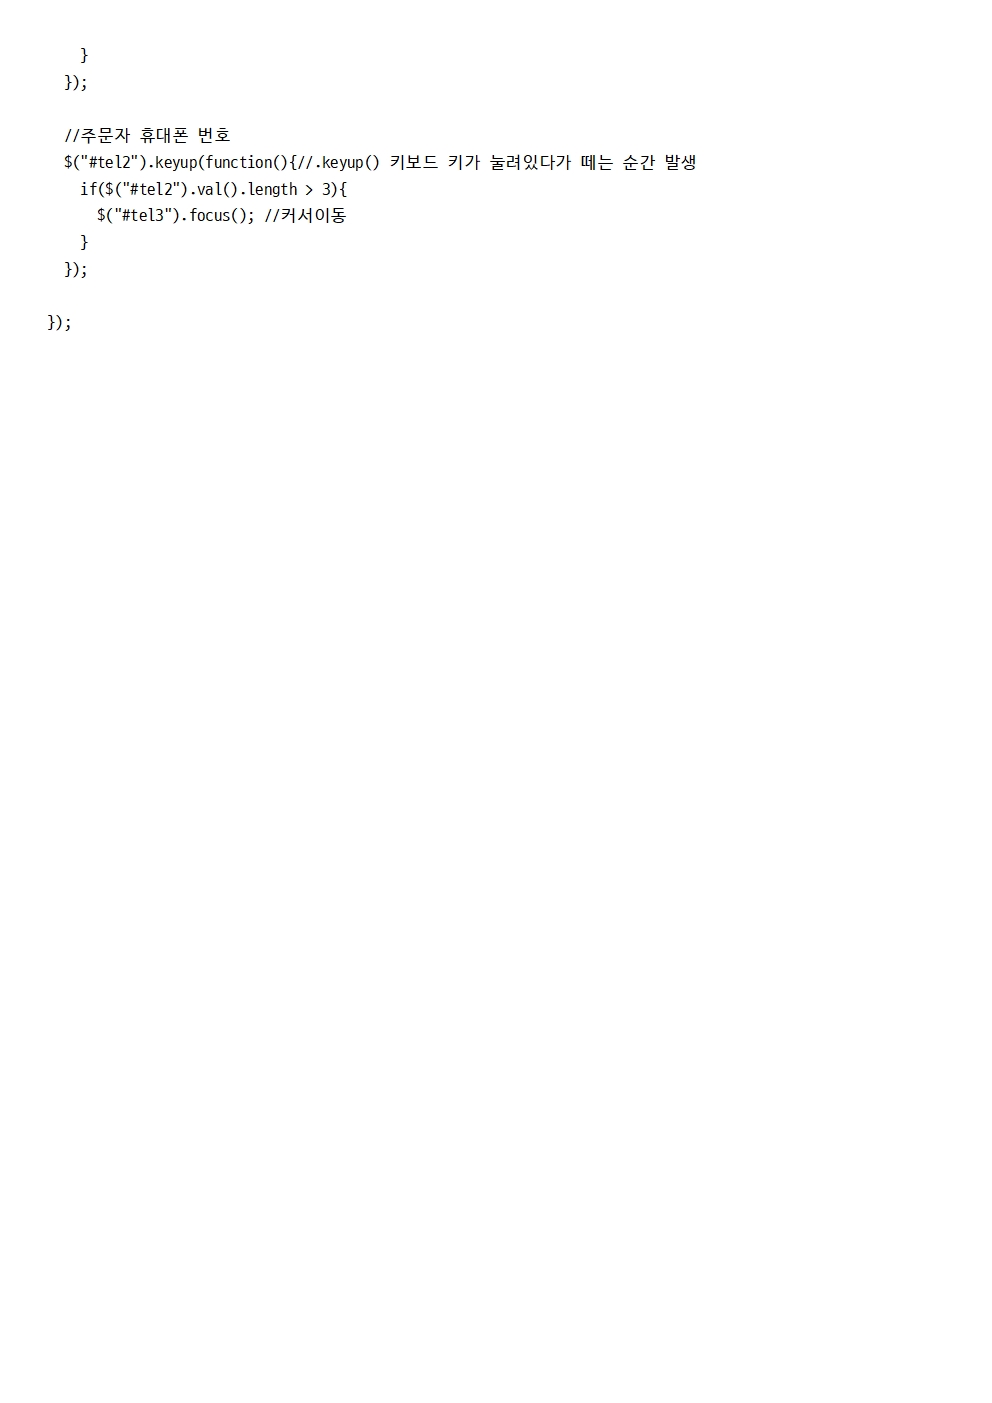 }
  });

  //주문자 휴대폰 번호
  $("#tel2").keyup(function(){//.keyup() 키보드 키가 눌려있다가 떼는 순간 발생
    if($("#tel2").val().length > 3){
      $("#tel3").focus(); //커서이동
    }
  });

});